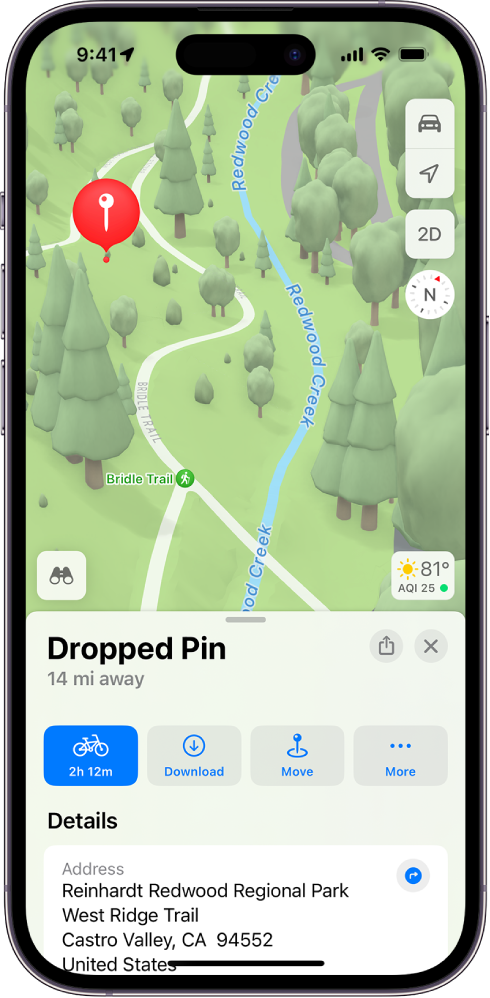 9:41
Redwood Cre
2D
N
Redwood Creek
BRIDLE TRAIL
Bridle Trail
ood Creek
81°
AQI 25
Dropped Pin
14 mi away
2h 12m
Download
Move
More
Details
Address
Reinhardt Redwood Regional Park
West Ridge Trail
Castro Valley, CA 94552
United States